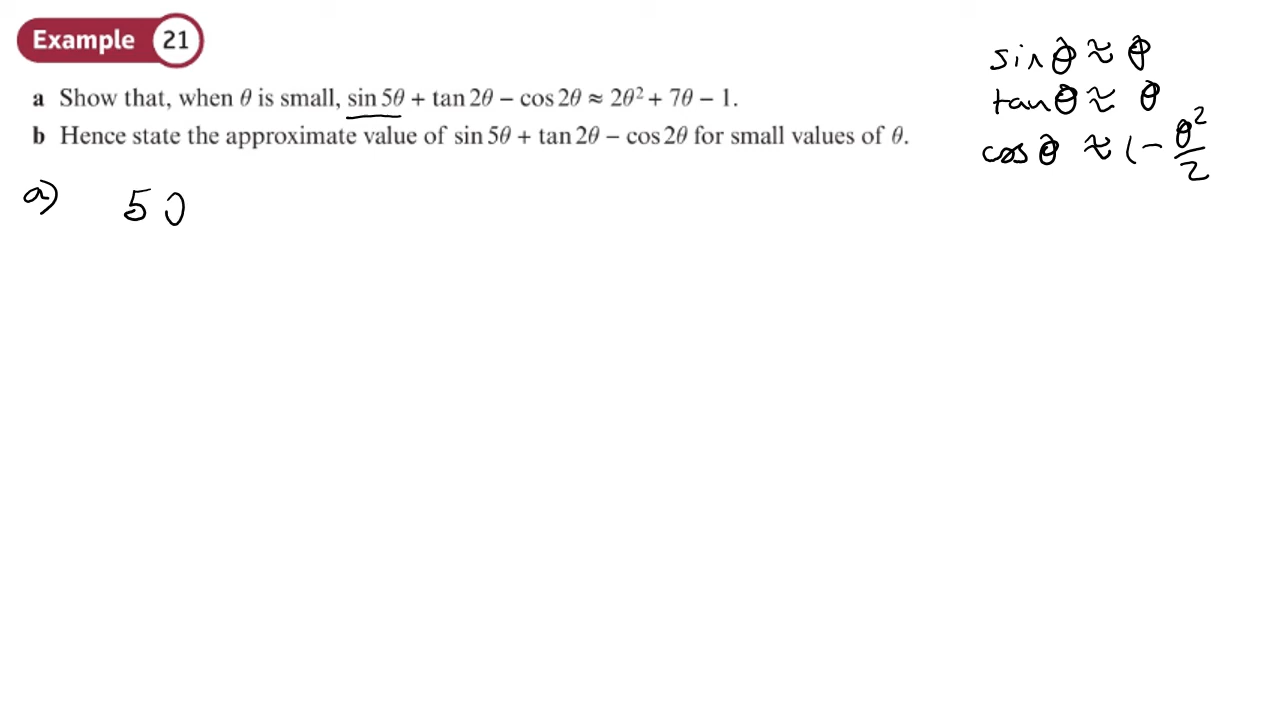 Example 21
a Show that, when θ is small, sin 5θ + tan 2θ − cos 2θ ≈ 2θ² + 7θ − 1.
b Hence state the approximate value of sin 5θ + tan 2θ − cos 2θ for small values of θ.
sin θ ≈ θ
tan θ ≈ θ
cos θ ≈ 1 − θ²/2
a) 5θ